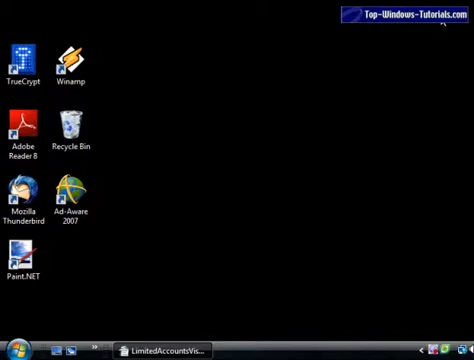 Top-Windows-Tutorials.com
TrueCrypt
Winamp
Adobe
Reader 8
Recycle Bin
Mozilla
Thunderbird
Ad-Aware
2007
Paint.NET
LimitedAccountsVis...